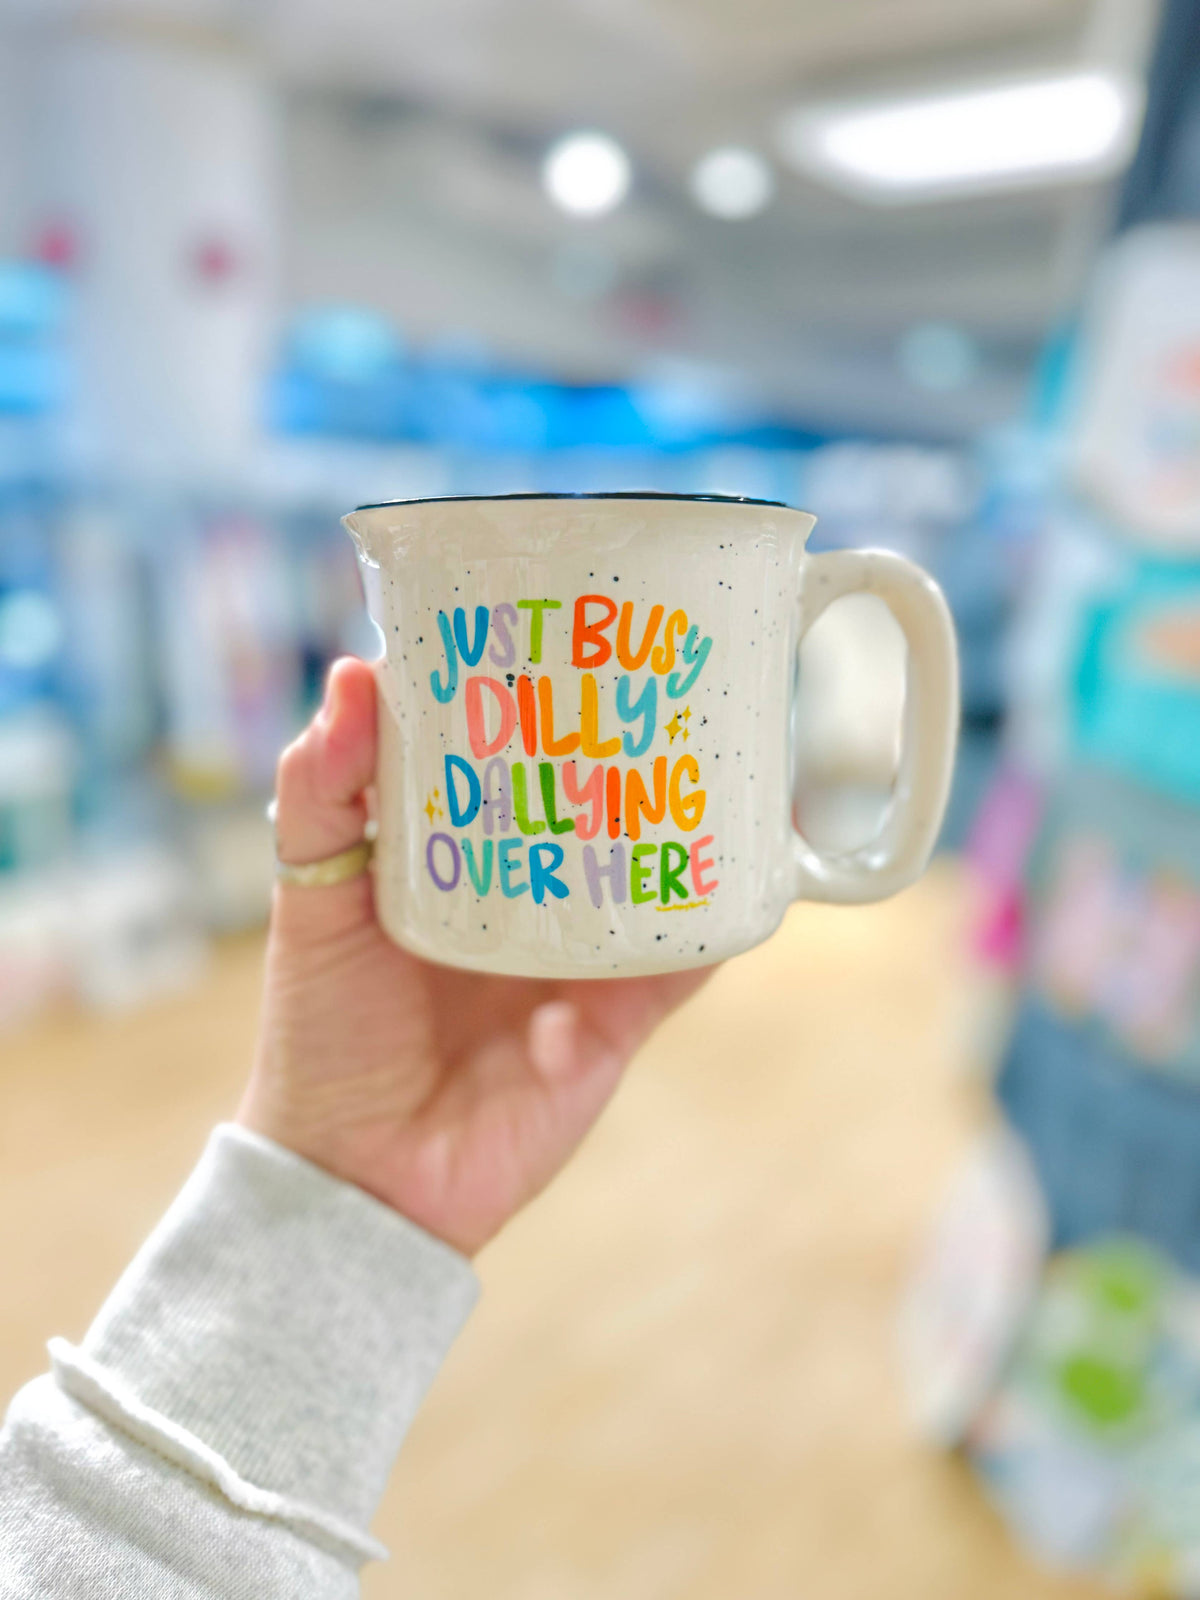 JUST BUSY
DILLY
DALLYING
OVER HERE